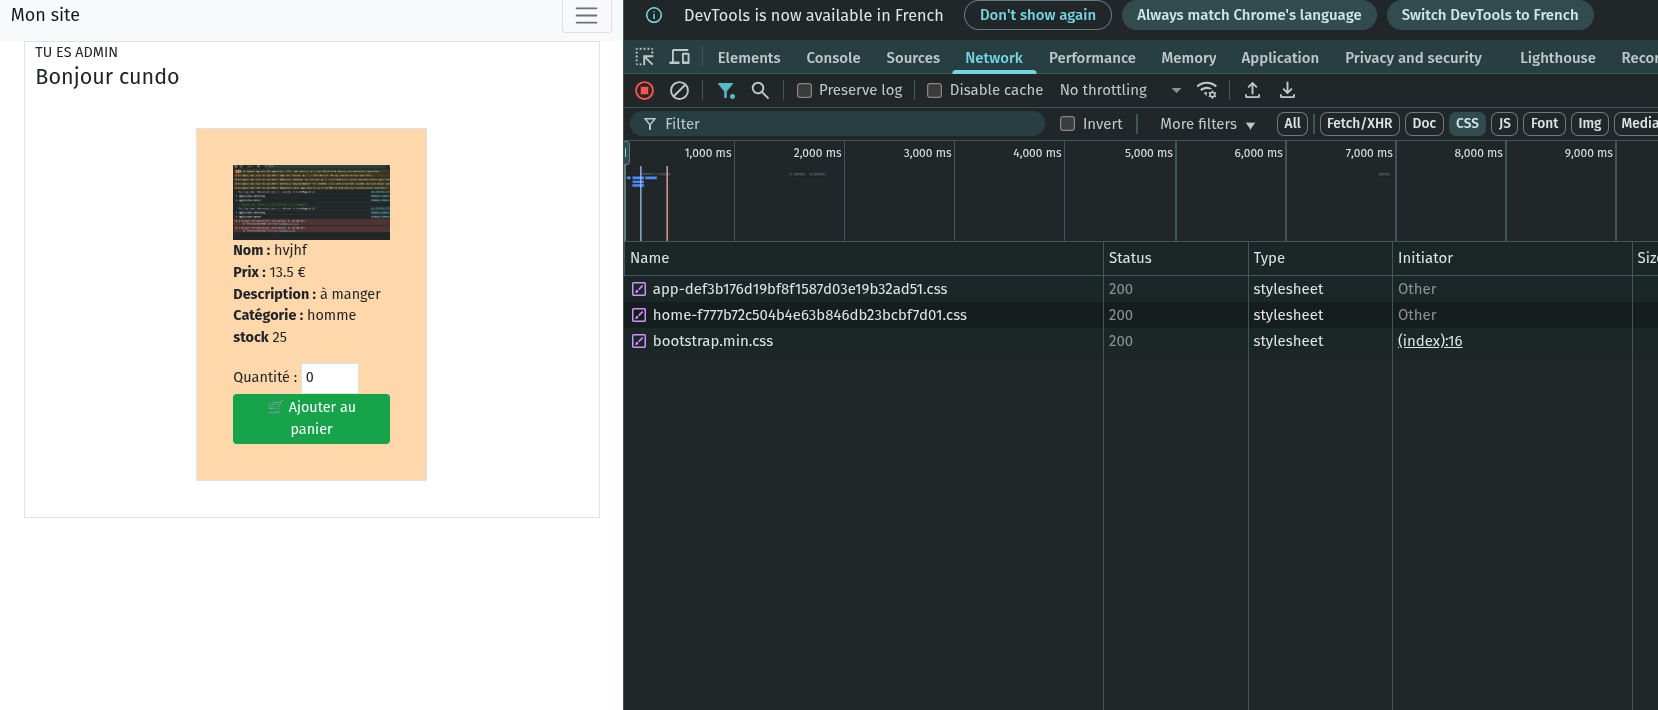 Mon site
TU ES ADMIN
Bonjour cundo
Nom : hvjhf
Prix : 13.5 €
Description : à manger
Catégorie : homme
stock 25
Quantité : 0
🛒 Ajouter au
panier
DevTools is now available in French Don't show again Always match Chrome's language Switch DevTools to French
Elements Console Sources Network Performance Memory Application Privacy and security Lighthouse Recor
Preserve log Disable cache No throttling
Filter Invert More filters All Fetch/XHR Doc CSS JS Font Img Media
1,000 ms 2,000 ms 3,000 ms 4,000 ms 5,000 ms 6,000 ms 7,000 ms 8,000 ms 9,000 ms
Name Status Type Initiator Siz
app-def3b176d19bf8f1587d03e19b32ad51.css 200 stylesheet Other
home-f777b72c504b4e63b846db23bcbf7d01.css 200 stylesheet Other
bootstrap.min.css 200 stylesheet (index):16